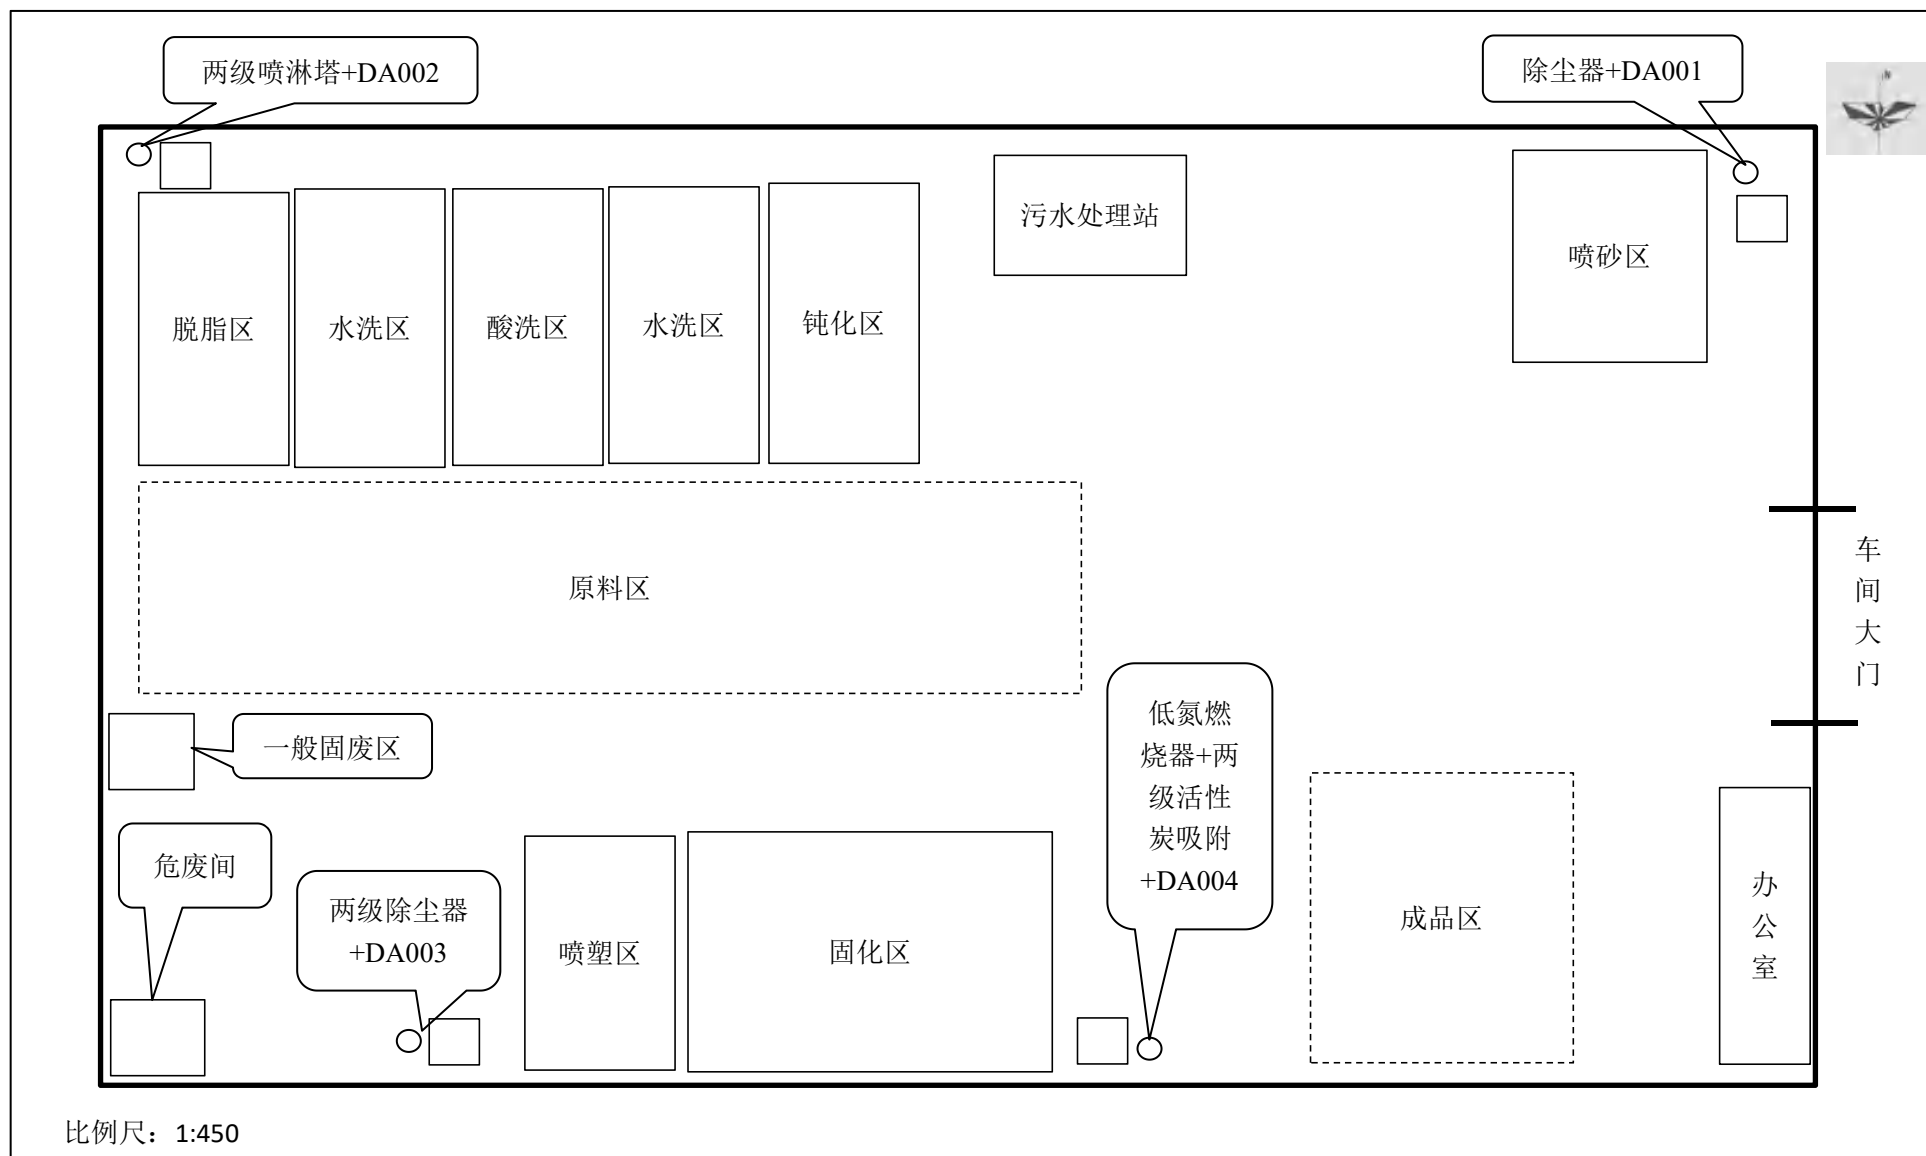 两级喷淋塔+DA002
除尘器+DA001
N
污水处理站
喷砂区
脱脂区
水洗区
酸洗区
水洗区
钝化区
原料区
车
间
大
门
一般固废区
低氮燃
烧器+两
级活性
炭吸附
+DA004
危废间
两级除尘器
+DA003
喷塑区
固化区
成品区
办
公
室
比例尺：1:450